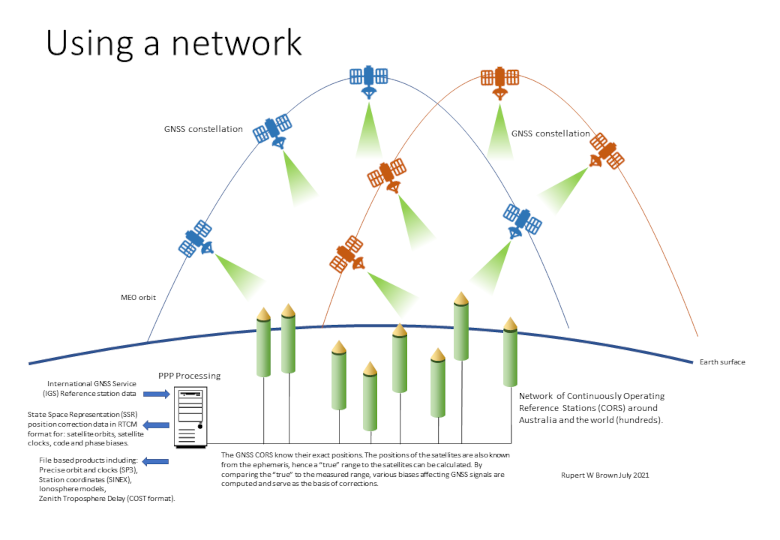 Using a network
GNSS constellation
GNSS constellation
MEO orbit
Earth surface
PPP Processing
International GNSS Service
(IGS) Reference station data
State Space Representation (SSR)
position correction data in RTCM
format for: satellite orbits, satellite
clocks, code and phase biases.
File based products including:
Precise orbit and clocks (SP3),
Station coordinates (SINEX),
Ionosphere models,
Zenith Troposphere Delay (COST format).
Network of Continuously Operating
Reference Stations (CORS) around
Australia and the world (hundreds).
The GNSS CORS know their exact positions. The positions of the satellites are also known
from the ephemeris, hence a “true” range to the satellites can be calculated. By
comparing the “true” to the measured range, various biases affecting GNSS signals are
computed and serve as the basis of corrections.
Rupert W Brown July 2021